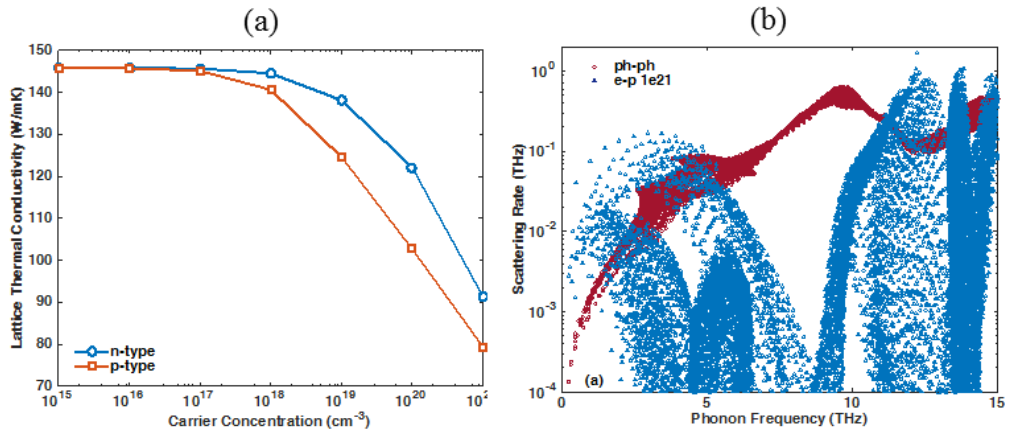 (a)
(b)
150
140
130
120
110
100
90
80
70
Lattice Thermal Conductivity (W/mK)
n-type
p-type
10^15 10^16 10^17 10^18 10^19 10^20
Carrier Concentration (cm^-3)
ph-ph
e-p 1e21
10^0
10^-1
10^-2
10^-3
10^-4
Scattering Rate (THz)
(a)
0 5 10 15
Phonon Frequency (THz)